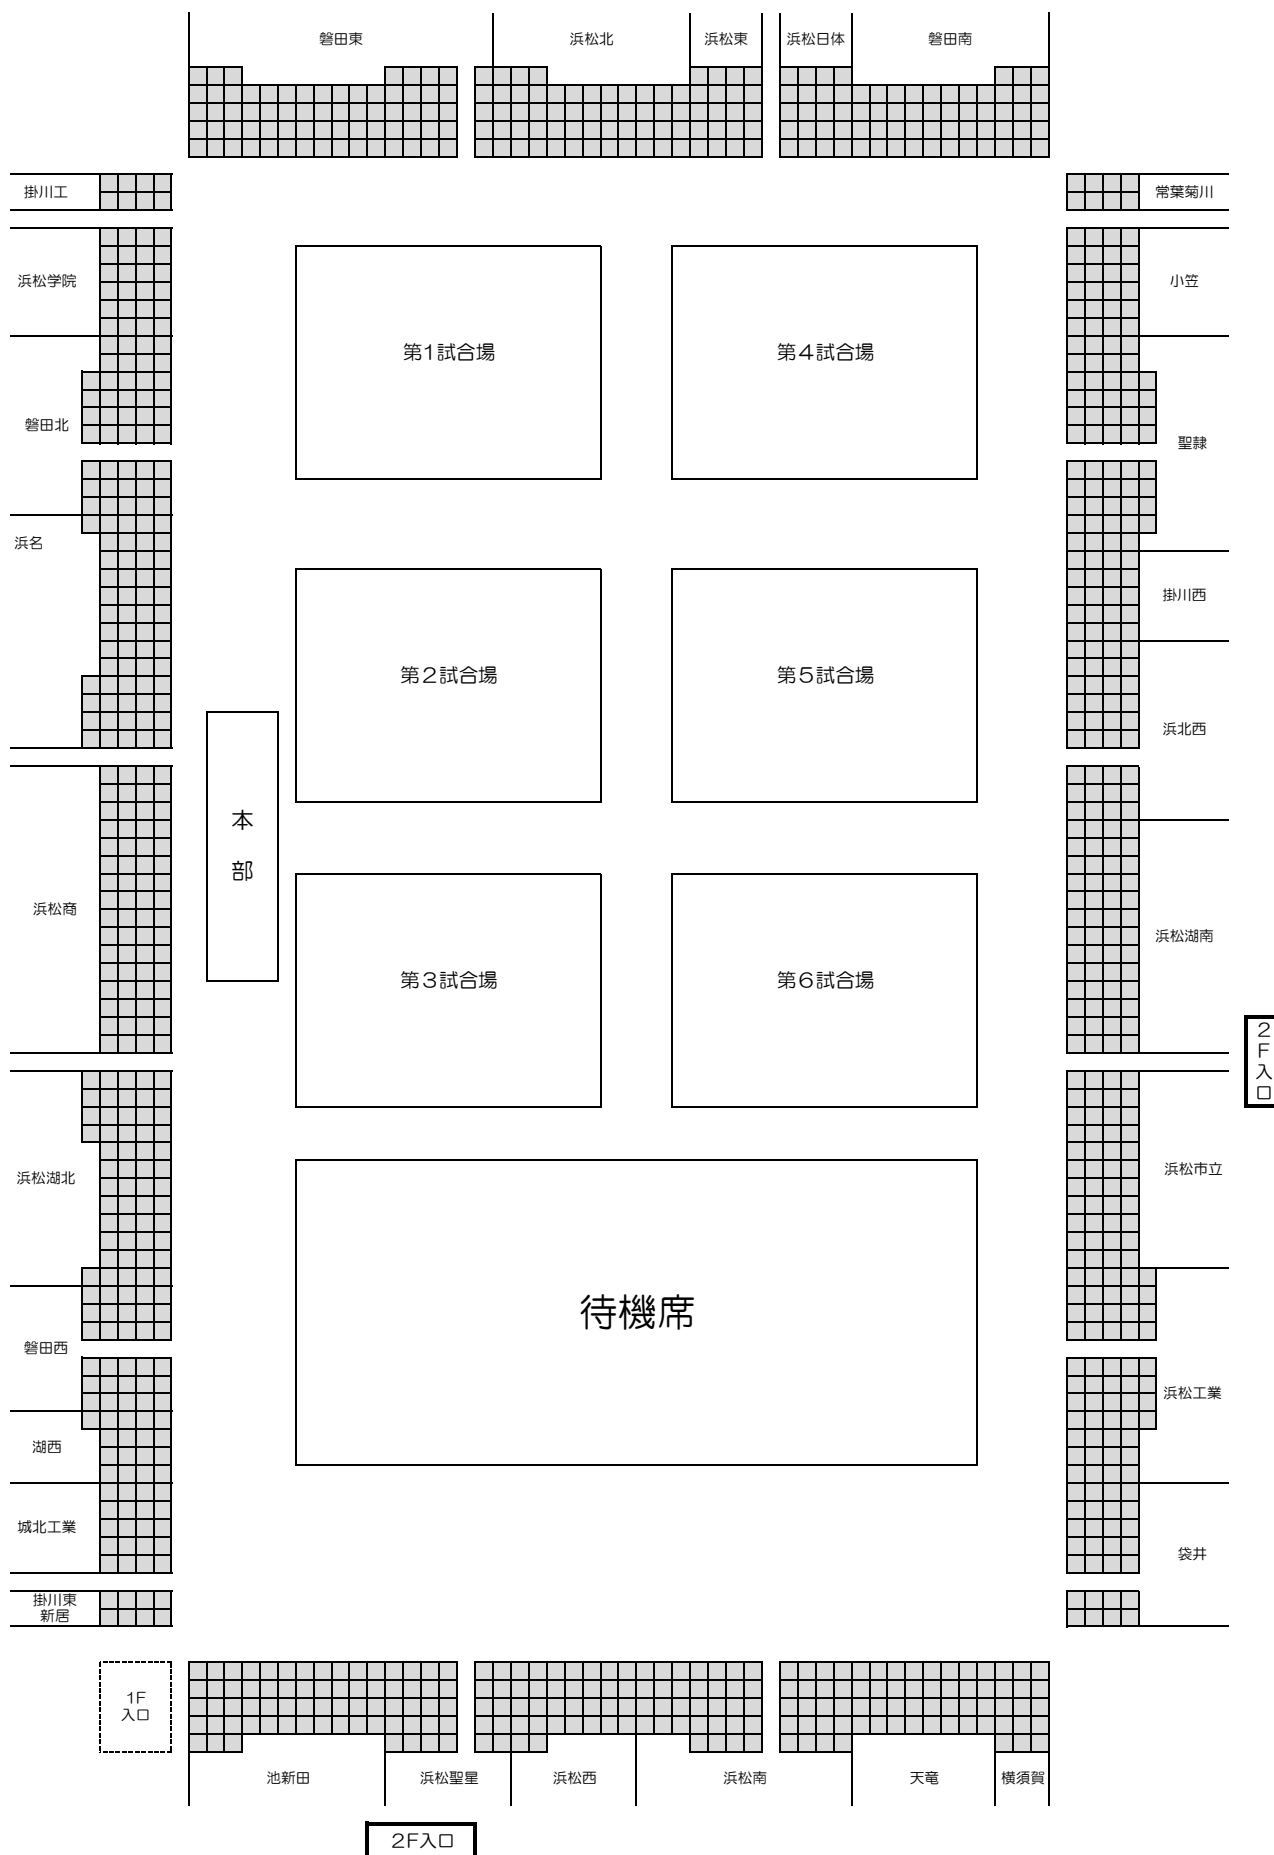 磐田東
浜松北
浜松東
浜松日体
磐田南
掛川工
常葉菊川
浜松学院
小笠
第1試合場
第4試合場
磐田北
聖隷
浜名
掛川西
第2試合場
第5試合場
浜北西
本
部
浜松商
浜松湖南
第3試合場
第6試合場
2
F
入
口
浜松湖北
浜松市立
待機席
磐田西
浜松工業
湖西
城北工業
袋井
掛川東
新居
1F
入口
池新田
浜松聖星
浜松西
浜松南
天竜
横須賀
2F入口